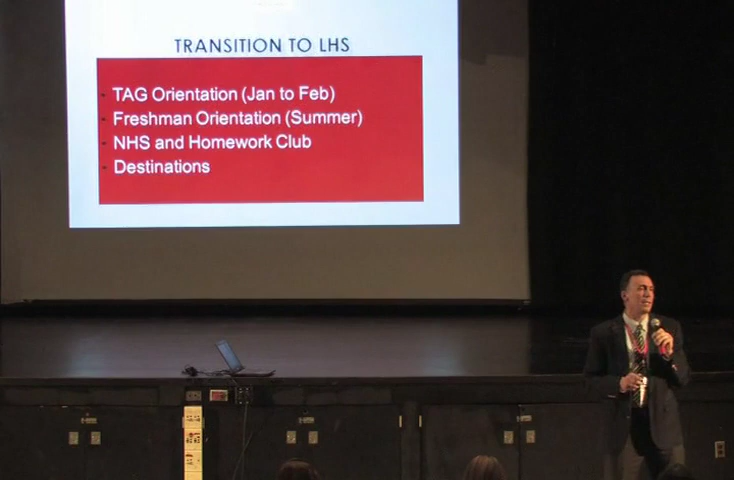 TRANSITION TO LHS
TAG Orientation (Jan to Feb)
Freshman Orientation (Summer)
NHS and Homework Club
Destinations